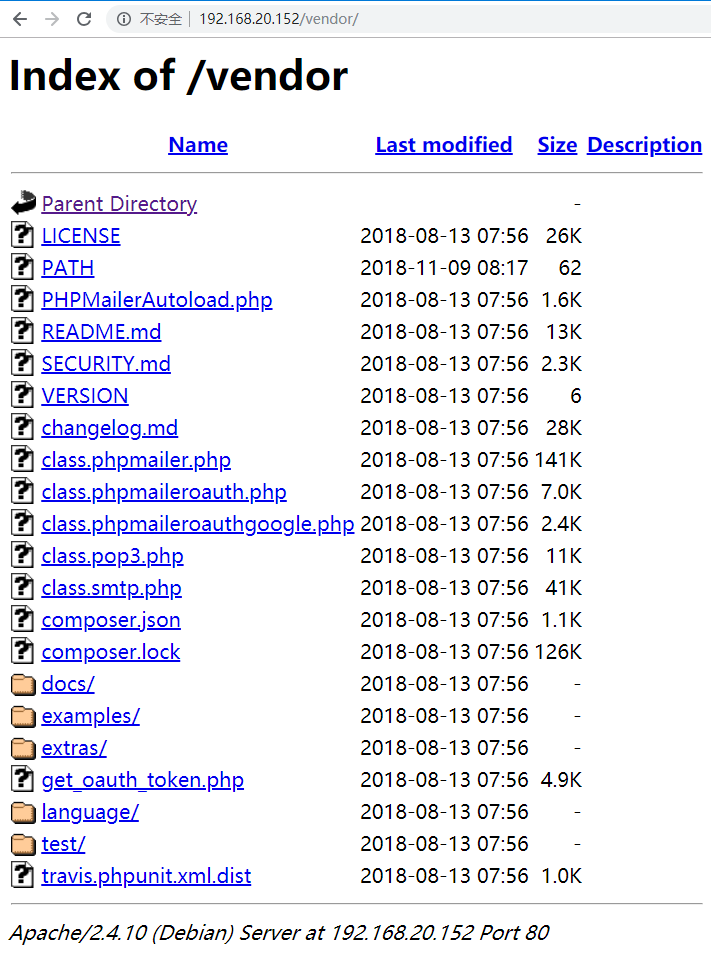 不安全 | 192.168.20.152/vendor/
Index of /vendor
Name Last modified Size Description
Parent Directory -
LICENSE 2018-08-13 07:56 26K
PATH 2018-11-09 08:17 62
PHPMailerAutoload.php 2018-08-13 07:56 1.6K
README.md 2018-08-13 07:56 13K
SECURITY.md 2018-08-13 07:56 2.3K
VERSION 2018-08-13 07:56 6
changelog.md 2018-08-13 07:56 28K
class.phpmailer.php 2018-08-13 07:56 141K
class.phpmaileroauth.php 2018-08-13 07:56 7.0K
class.phpmaileroauthgoogle.php 2018-08-13 07:56 2.4K
class.pop3.php 2018-08-13 07:56 11K
class.smtp.php 2018-08-13 07:56 41K
composer.json 2018-08-13 07:56 1.1K
composer.lock 2018-08-13 07:56 126K
docs/ 2018-08-13 07:56 -
examples/ 2018-08-13 07:56 -
extras/ 2018-08-13 07:56 -
get_oauth_token.php 2018-08-13 07:56 4.9K
language/ 2018-08-13 07:56 -
test/ 2018-08-13 07:56 -
travis.phpunit.xml.dist 2018-08-13 07:56 1.0K
Apache/2.4.10 (Debian) Server at 192.168.20.152 Port 80